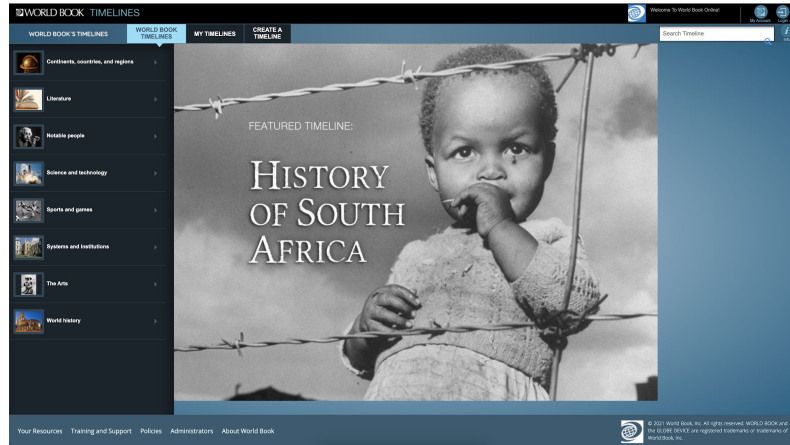 WORLD BOOK TIMELINES
Welcome To World Book Online!
My Account
Login
WORLD BOOK'S TIMELINES
WORLD BOOK
TIMELINES
MY TIMELINES
CREATE A
TIMELINE
Search Timeline
Continents, countries, and regions
Literature
Notable people
Science and technology
Sports and games
Systems and Institutions
The Arts
World history
FEATURED TIMELINE:
HISTORY
OF SOUTH
AFRICA
Your Resources
Training and Support
Policies
Administrators
About World Book
© 2021 World Book, Inc. All rights reserved. WORLD BOOK and
the GLOBE DEVICE are registered trademarks or trademarks of
World Book, Inc.